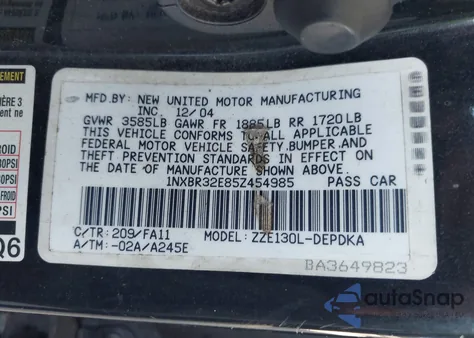 MFD.BY: NEW UNITED MOTOR MANUFACTURING
INC. 12/04
GVWR 3585LB GAWR FR 1885LB RR 1720LB
THIS VEHICLE CONFORMS TO ALL APPLICABLE
FEDERAL MOTOR VEHICLE SAFETY,BUMPER,AND
THEFT PREVENTION STANDARDS IN EFFECT ON
THE DATE OF MANUFACTURE SHOWN ABOVE.
1NXBR32E85Z454985 PASS CAR
C/TR: 209/FA11 MODEL: ZZE130L-DEPDKA
A/TM: -02A/A245E
BA3649823
Q6
autoSnap